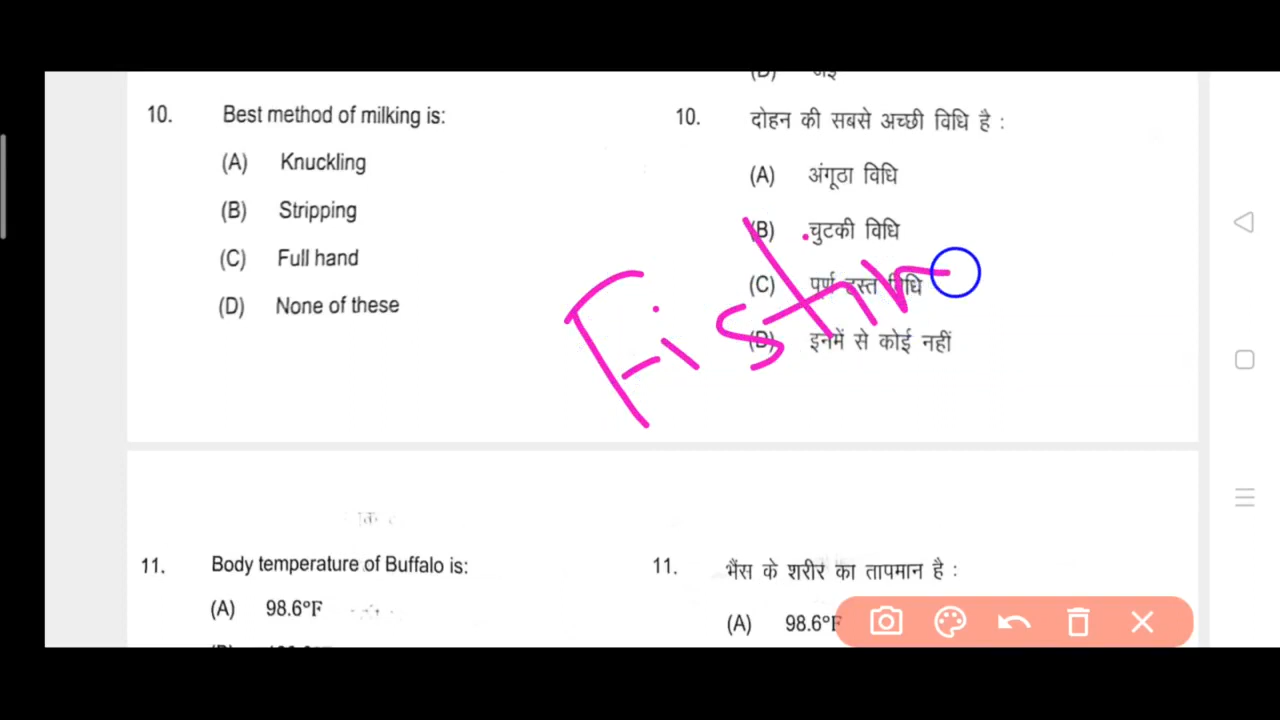 10. Best method of milking is:
(A) Knuckling
(B) Stripping
(C) Full hand
(D) None of these
10. दोहन की सबसे अच्छी विधि है :
(A) अंगूठा विधि
(B) चुटकी विधि
(C) पूर्ण हस्त विधि
(D) इनमें से कोई नहीं
11. Body temperature of Buffalo is:
(A) 98.6°F
11. भैंस के शरीर का तापमान है :
(A) 98.6°F